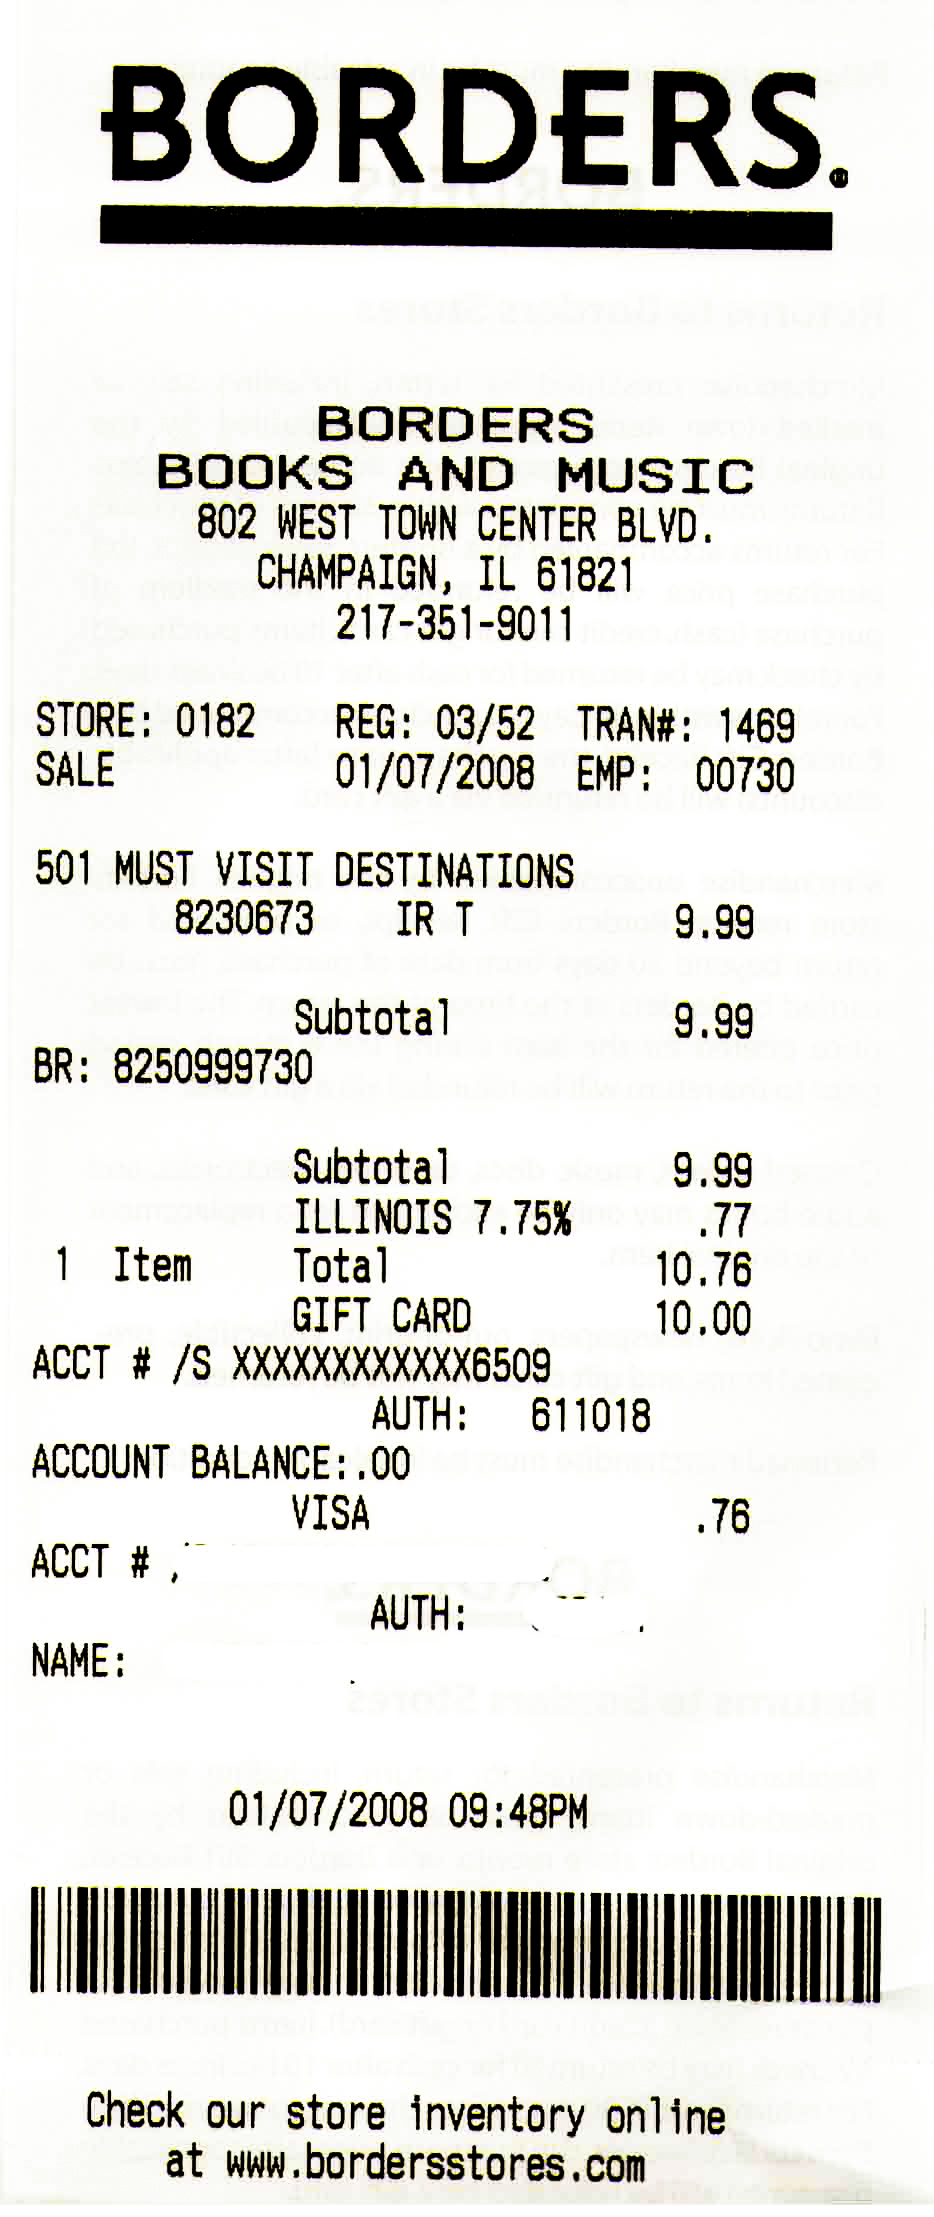 BORDERS®
BORDERS
BOOKS AND MUSIC
802 WEST TOWN CENTER BLVD.
CHAMPAIGN, IL 61821
217-351-9011
STORE: 0182 REG: 03/52 TRAN#: 1469
SALE 01/07/2008 EMP: 00730
501 MUST VISIT DESTINATIONS
8230673 IR T 9.99
Subtotal 9.99
BR: 8250999730
Subtotal 9.99
ILLINOIS 7.75% .77
1 Item Total 10.76
GIFT CARD 10.00
ACCT # /S XXXXXXXXXXXX6509
AUTH: 611018
ACCOUNT BALANCE:.00
VISA .76
ACCT #
AUTH:
NAME:
01/07/2008 09:48PM
Check our store inventory online
at www.bordersstores.com